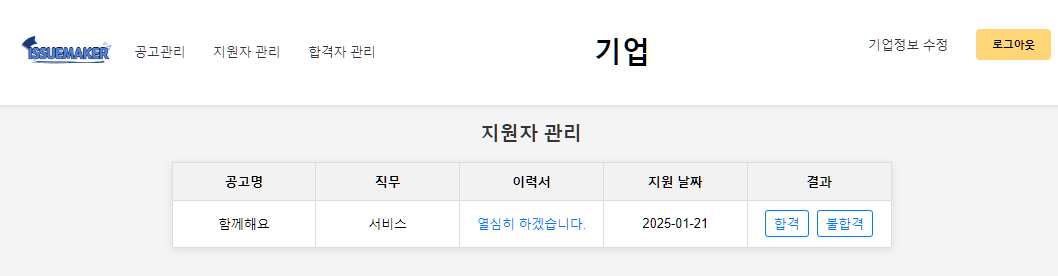 ISSUEMAKER 공고관리 지원자 관리 합격자 관리 기업 기업정보 수정 로그아웃
지원자 관리
공고명 직무 이력서 지원 날짜 결과
함께해요 서비스 열심히 하겠습니다. 2025-01-21 합격 불합격